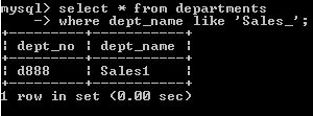 mysql> select * from departments
    -> where dept_name like 'Sales_';
+---------+-----------+
¦ dept_no ¦ dept_name ¦
+---------+-----------+
¦ d888    ¦ Sales1    ¦
+---------+-----------+
1 row in set (0.00 sec)